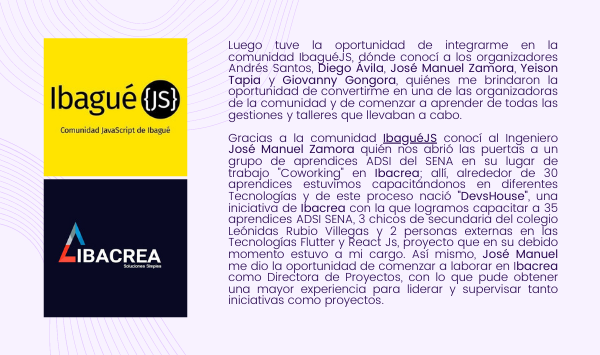 Ibagué {JS}
Comunidad JavaScript de Ibagué
IBACREA
Soluciones Simples
Luego tuve la oportunidad de integrarme en la
comunidad IbaguéJS, dónde conocí a los organizadores
Andrés Santos, Diego Ávila, José Manuel Zamora, Yeison
Tapia y Giovanny Gongora, quiénes me brindaron la
oportunidad de convertirme en una de las organizadoras
de la comunidad y de comenzar a aprender de todas las
gestiones y talleres que llevaban a cabo.
Gracias a la comunidad IbaguéJS conocí al Ingeniero
José Manuel Zamora quién nos abrió las puertas a un
grupo de aprendices ADSI del SENA en su lugar de
trabajo "Coworking" en Ibacrea; allí, alrededor de 30
aprendices estuvimos capacitándonos en diferentes
Tecnologías y de este proceso nació "DevsHouse", una
iniciativa de Ibacrea con la que logramos capacitar a 35
aprendices ADSI SENA, 3 chicos de secundaria del colegio
Leónidas Rubio Villegas y 2 personas externas en las
Tecnologías Flutter y React Js, proyecto que en su debido
momento estuvo a mi cargo. Así mismo, José Manuel
me dio la oportunidad de comenzar a laborar en Ibacrea
como Directora de Proyectos, con lo que pude obtener
una mayor experiencia para liderar y supervisar tanto
iniciativas como proyectos.